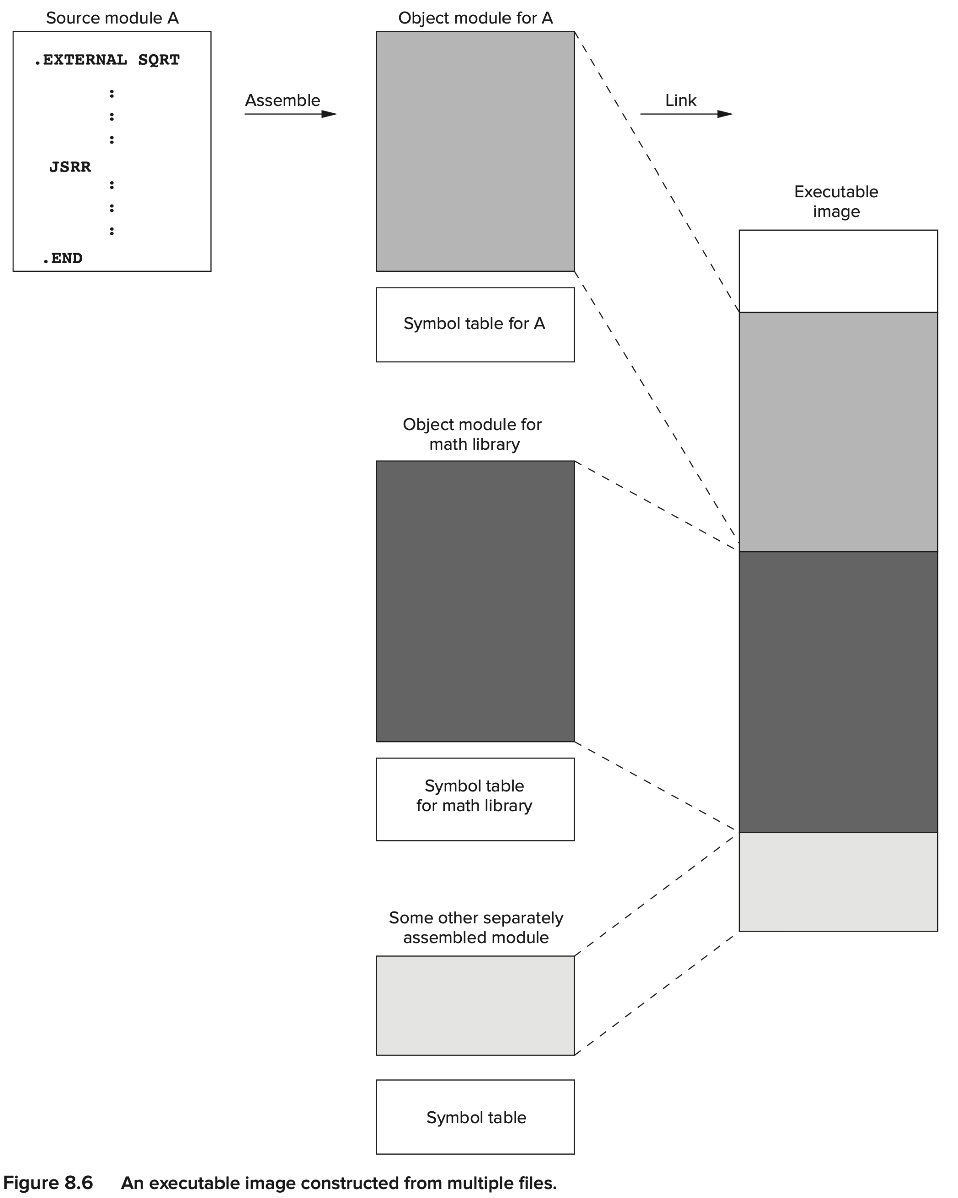 Source module A
.EXTERNAL SQRT
:
:
:
JSRR
:
:
:
.END
Assemble
Object module for A
Symbol table for A
Link
Object module for
math library
Symbol table
for math library
Some other separately
assembled module
Symbol table
Executable
image
Figure 8.6 An executable image constructed from multiple files.